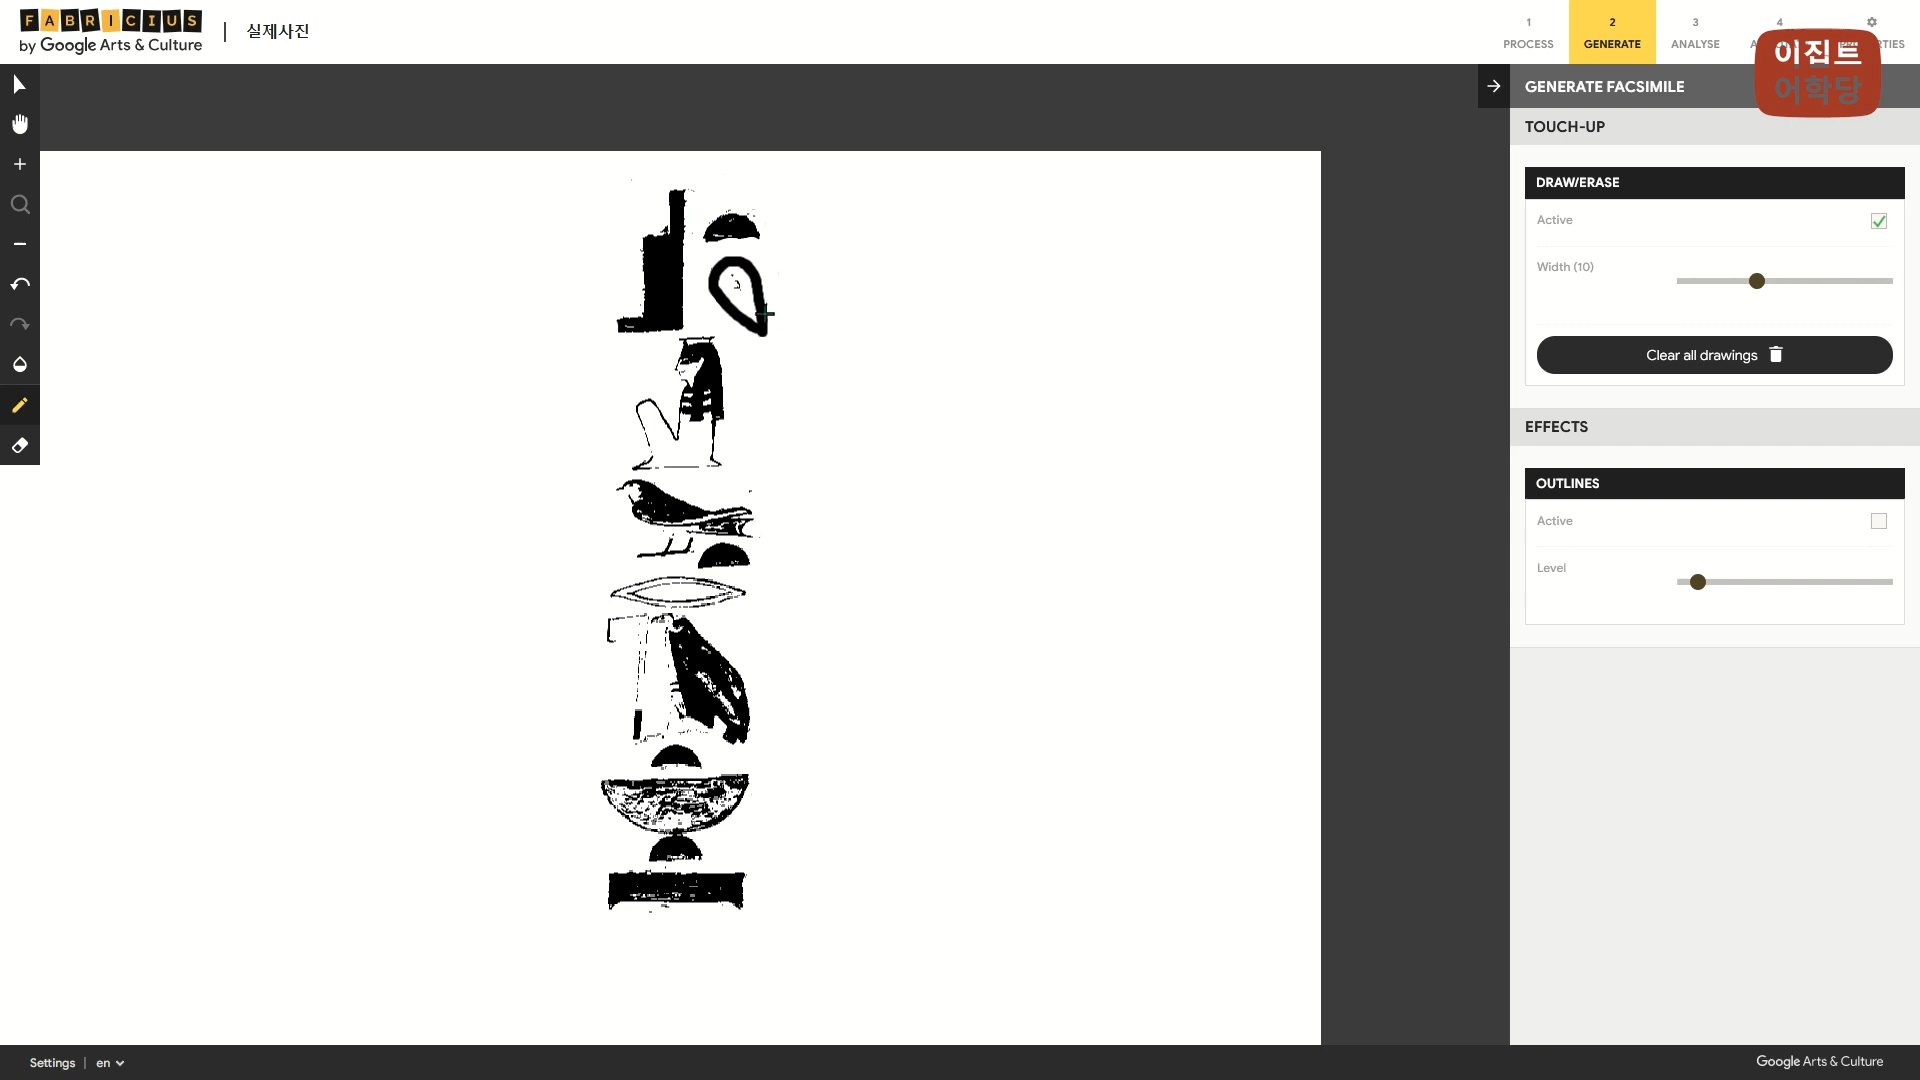 FABRICIUS
by Google Arts & Culture
실제사진
1
PROCESS
2
GENERATE
3
ANALYSE
4
이집트
어학당
GENERATE FACSIMILE
TOUCH-UP
DRAW/ERASE
Active
Width (10)
Clear all drawings
EFFECTS
OUTLINES
Active
Level
Settings | en
Google Arts & Culture